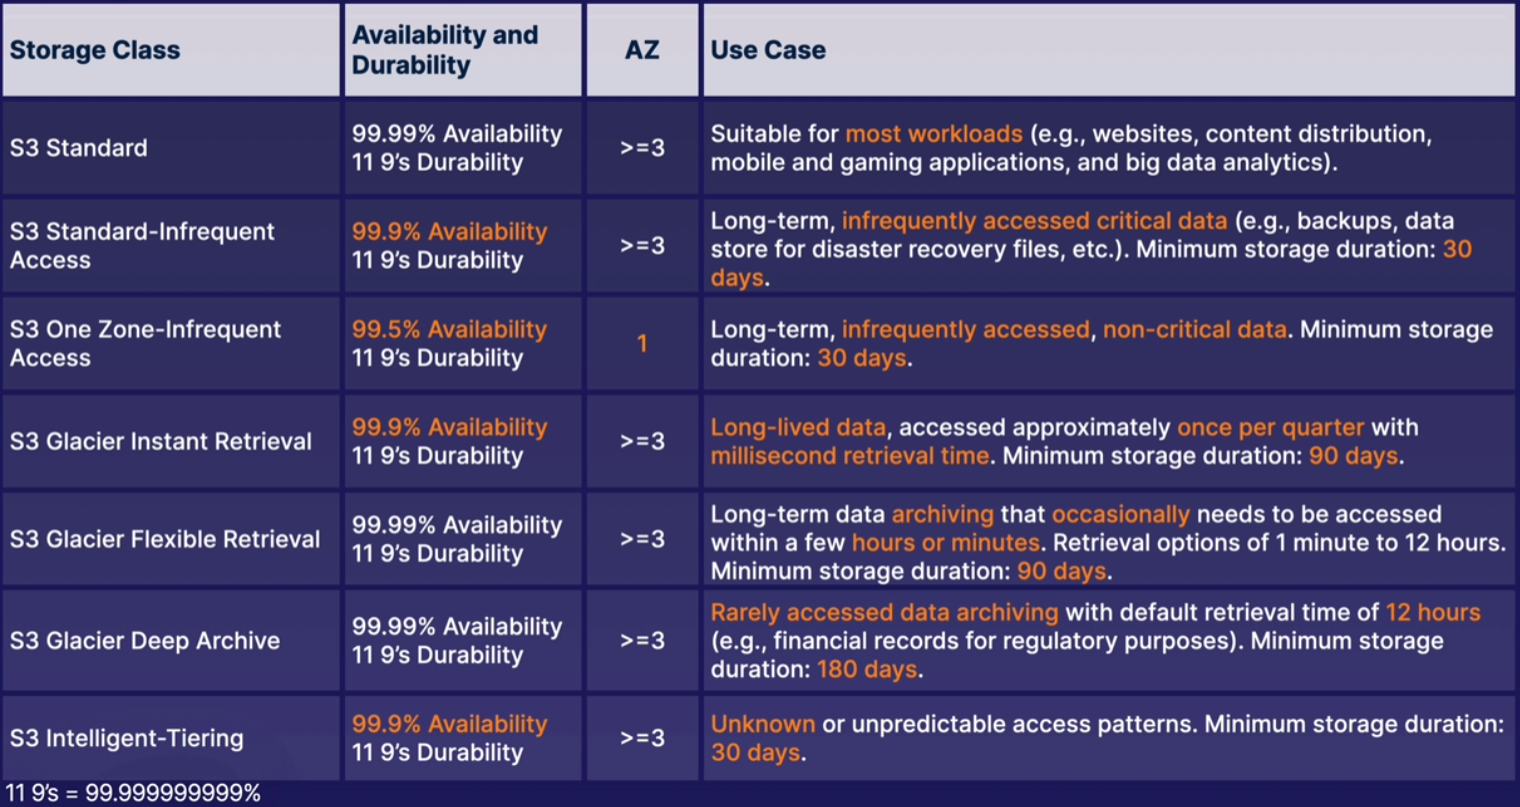 Storage Class
Availability and
Durability
AZ
Use Case
S3 Standard
99.99% Availability
11 9’s Durability
>=3
Suitable for most workloads (e.g., websites, content distribution,
mobile and gaming applications, and big data analytics).
S3 Standard-Infrequent
Access
99.9% Availability
11 9’s Durability
>=3
Long-term, infrequently accessed critical data (e.g., backups, data
store for disaster recovery files, etc.). Minimum storage duration: 30
days.
S3 One Zone-Infrequent
Access
99.5% Availability
11 9’s Durability
1
Long-term, infrequently accessed, non-critical data. Minimum storage
duration: 30 days.
S3 Glacier Instant Retrieval
99.9% Availability
11 9’s Durability
>=3
Long-lived data, accessed approximately once per quarter with
millisecond retrieval time. Minimum storage duration: 90 days.
S3 Glacier Flexible Retrieval
99.99% Availability
11 9’s Durability
>=3
Long-term data archiving that occasionally needs to be accessed
within a few hours or minutes. Retrieval options of 1 minute to 12 hours.
Minimum storage duration: 90 days.
S3 Glacier Deep Archive
99.99% Availability
11 9’s Durability
>=3
Rarely accessed data archiving with default retrieval time of 12 hours
(e.g., financial records for regulatory purposes). Minimum storage
duration: 180 days.
S3 Intelligent-Tiering
99.9% Availability
11 9’s Durability
>=3
Unknown or unpredictable access patterns. Minimum storage duration:
30 days.
11 9’s = 99.999999999%